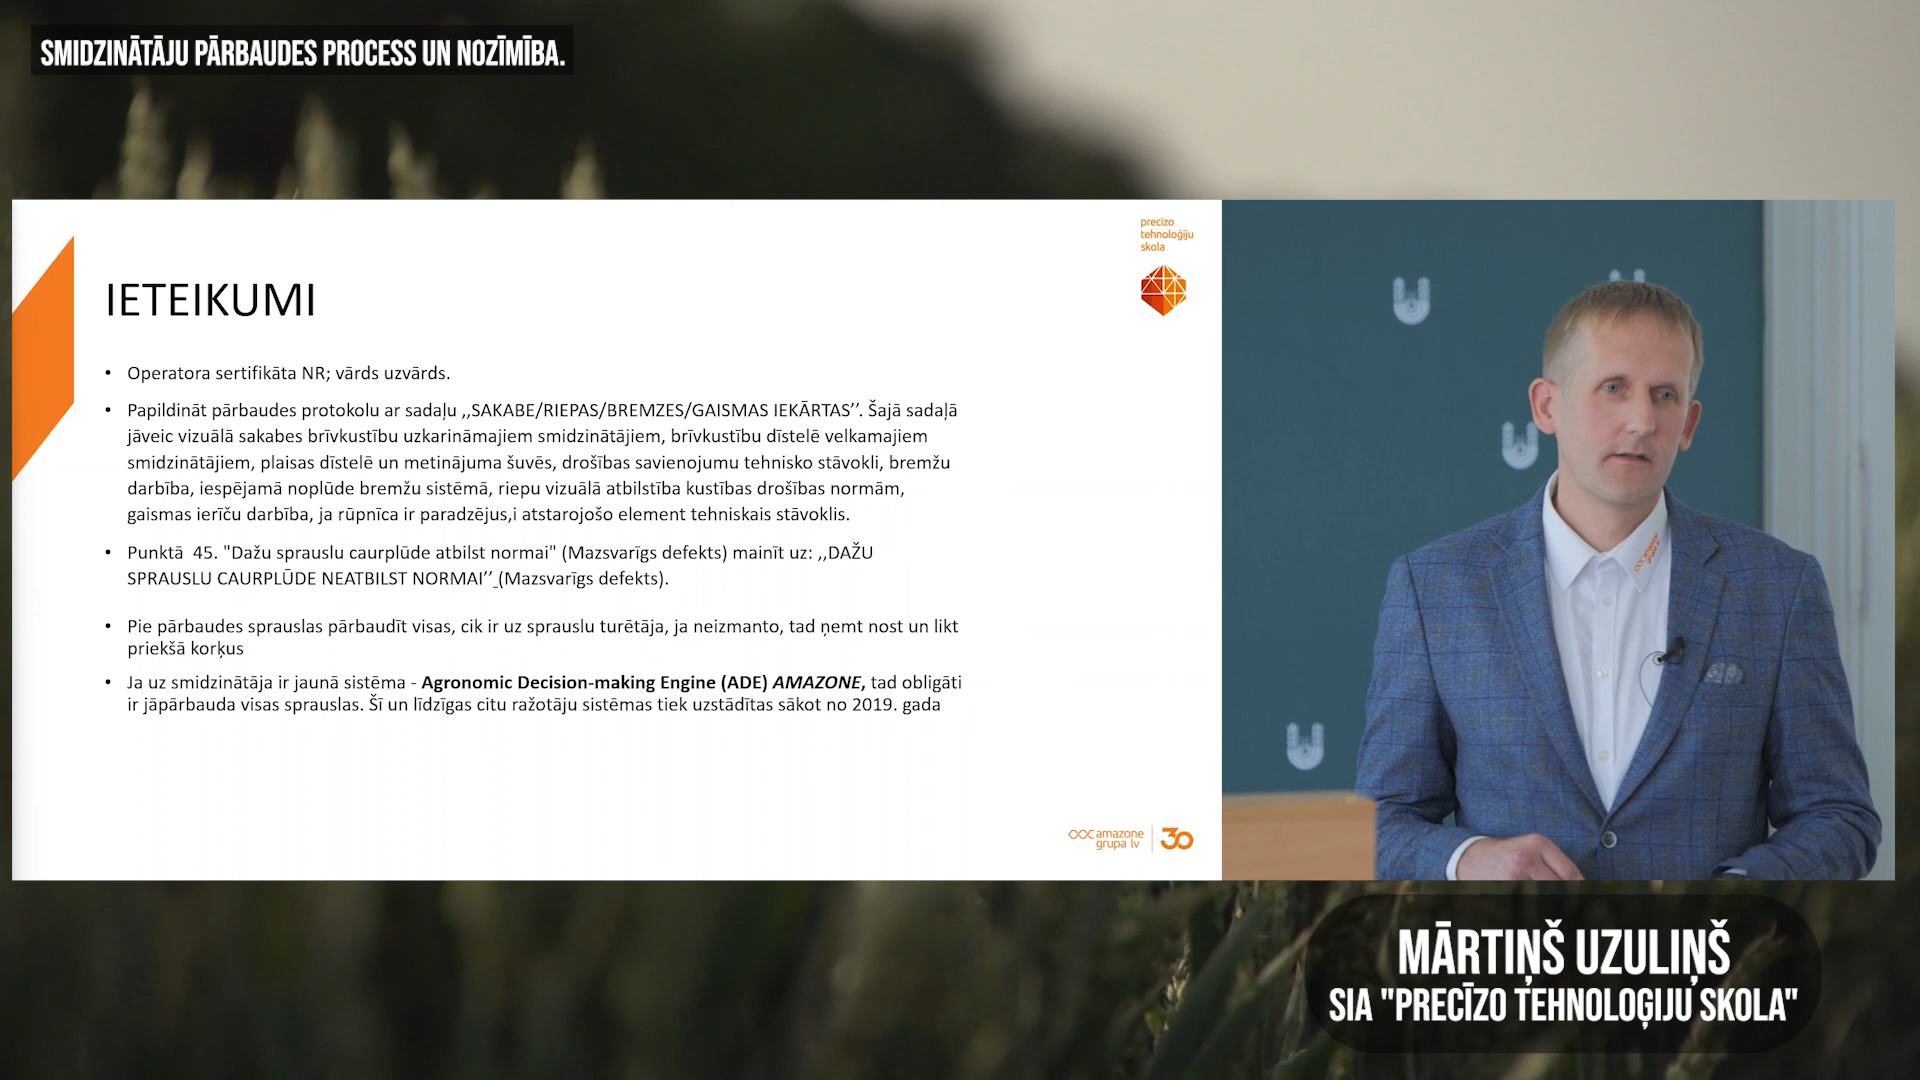 SMIDZINĀTĀJU PĀRBAUDES PROCESS UN NOZĪMĪBA.
precīzo
tehnoloģiju
skola
IETEIKUMI
• Operatora sertifikāta NR; vārds uzvārds.
• Papildināt pārbaudes protokolu ar sadaļu ,,SAKABE/RIEPAS/BREMZES/GAISMAS IEKĀRTAS’’. Šajā sadaļā
jāveic vizuālā sakabes brīvkustību uzkarināmajiem smidzinātājiem, brīvkustību dīstelē velkamajiem
smidzinātājiem, plaisas dīstelē un metinājuma šuvēs, drošības savienojumu tehnisko stāvokli, bremžu
darbība, iespējamā noplūde bremžu sistēmā, riepu vizuālā atbilstība kustības drošības normām,
gaismas ierīču darbība, ja rūpnīca ir paradzējus,i atstarojošo element tehniskais stāvoklis.
• Punktā  45. "Dažu sprauslu caurplūde atbilst normai" (Mazsvarīgs defekts) mainīt uz: ,,DAŽU
SPRAUSLU CAURPLŪDE NEATBILST NORMAI’’ (Mazsvarīgs defekts).
• Pie pārbaudes sprauslas pārbaudīt visas, cik ir uz sprauslu turētāja, ja neizmanto, tad ņemt nost un likt
priekšā korķus
• Ja uz smidzinātāja ir jaunā sistēma - Agronomic Decision-making Engine (ADE) AMAZONE, tad obligāti
ir jāpārbauda visas sprauslas. Šī un līdzīgas citu ražotāju sistēmas tiek uzstādītas sākot no 2019. gada
amazone
grupa lv
30
MĀRTIŅŠ UZULIŅŠ
SIA "PRECĪZO TEHNOLOĢIJU SKOLA"